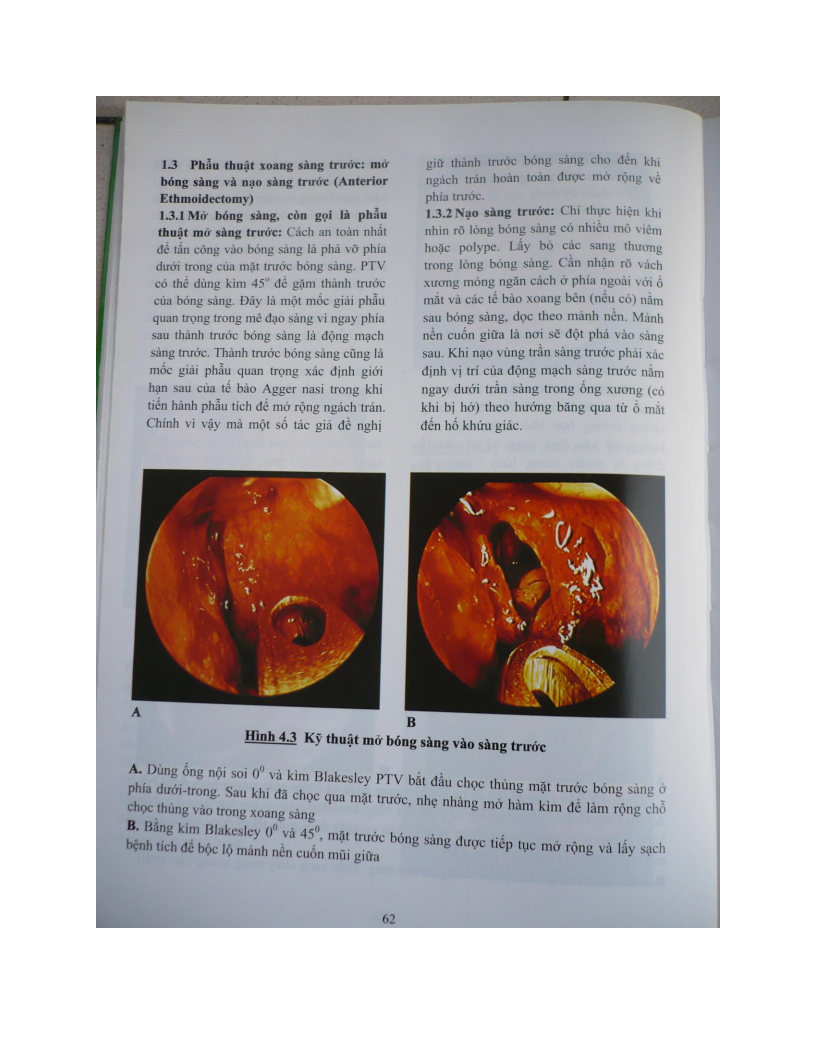 1.3 Phẫu thuật xoang sàng trước: mở
bóng sàng và nạo sàng trước (Anterior
Ethmoidectomy)
1.3.1 Mở bóng sàng, còn gọi là phẫu
thuật mở sàng trước: Cách an toàn nhất
để tấn công vào bóng sàng là phá vỡ phía
dưới trong của mặt trước bóng sàng. PTV
có thể dùng kìm 45° để gặm thành trước
của bóng sàng. Đây là một mốc giải phẫu
quan trọng trong mê đạo sàng vì ngay phía
sau thành trước bóng sàng là động mạch
sàng trước. Thành trước bóng sàng cũng là
mốc giải phẫu quan trọng xác định giới
hạn sau của tế bào Agger nasi trong khi
tiến hành phẫu tích để mở rộng ngách trán.
Chính vì vậy mà một số tác giả đề nghị
giữ thành trước bóng sàng cho đến khi
ngách trán hoàn toàn được mở rộng về
phía trước.
1.3.2 Nạo sàng trước: Chỉ thực hiện khi
nhìn rõ lòng bóng sàng có nhiều mô viêm
hoặc polype. Lấy bỏ các sang thương
trong lòng bóng sàng. Cần nhận rõ vách
xương mỏng ngăn cách ở phía ngoài với ổ
mắt và các tế bào xoang bên (nếu có) nằm
sau bóng sàng, dọc theo mảnh nền. Mảnh
nền cuốn giữa là nơi sẽ đột phá vào sàng
sau. Khi nạo vùng trần sàng trước phải xác
định vị trí của động mạch sàng trước nằm
ngay dưới trần sàng trong ống xương (có
khi bị hở) theo hướng băng qua từ ổ mắt
đến hố khứu giác.
A
B
Hình 4.3 Kỹ thuật mở bóng sàng vào sàng trước
A. Dùng ống nội soi 0⁰ và kìm Blakesley PTV bắt đầu chọc thủng mặt trước bóng sàng ở
phía dưới-trong. Sau khi đã chọc qua mặt trước, nhẹ nhàng mở hàm kìm để làm rộng chỗ
chọc thủng vào trong xoang sàng
B. Bằng kìm Blakesley 0⁰ và 45⁰, mặt trước bóng sàng được tiếp tục mở rộng và lấy sạch
bệnh tích để bộc lộ mảnh nền cuốn mũi giữa
62